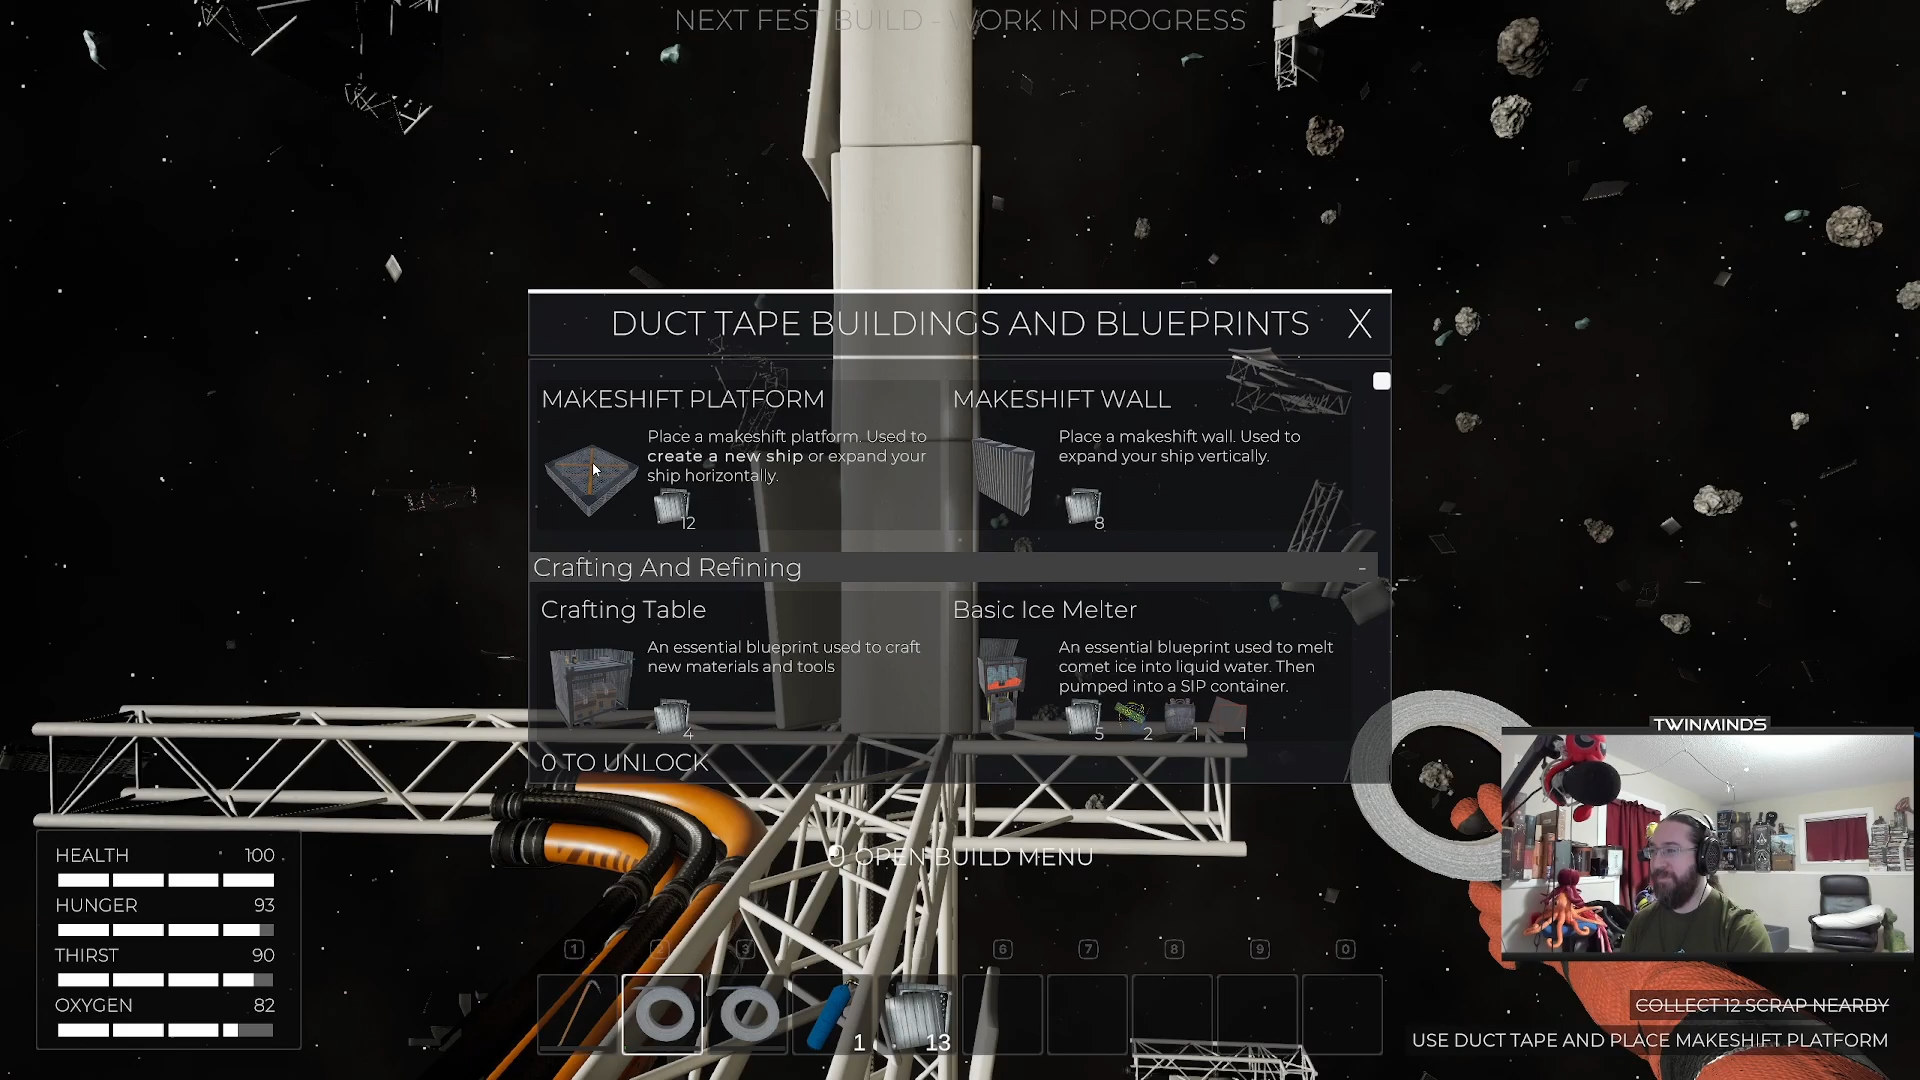 NEXT FEST BUILD - WORK IN PROGRESS
DUCT TAPE BUILDINGS AND BLUEPRINTS X
MAKESHIFT PLATFORM
Place a makeshift platform. Used to
create a new ship or expand your
ship horizontally.
12
MAKESHIFT WALL
Place a makeshift wall. Used to
expand your ship vertically.
8
Crafting And Refining -
Crafting Table
An essential blueprint used to craft
new materials and tools
4
Basic Ice Melter
An essential blueprint used to melt
comet ice into liquid water. Then
pumped into a SIP container.
5 2 1 1
0 TO UNLOCK
OPEN BUILD MENU
HEALTH 100
HUNGER 93
THIRST 90
OXYGEN 82
1 2 3 6 7 8 9 0
1 13
TWINMINDS
COLLECT 12 SCRAP NEARBY
USE DUCT TAPE AND PLACE MAKESHIFT PLATFORM